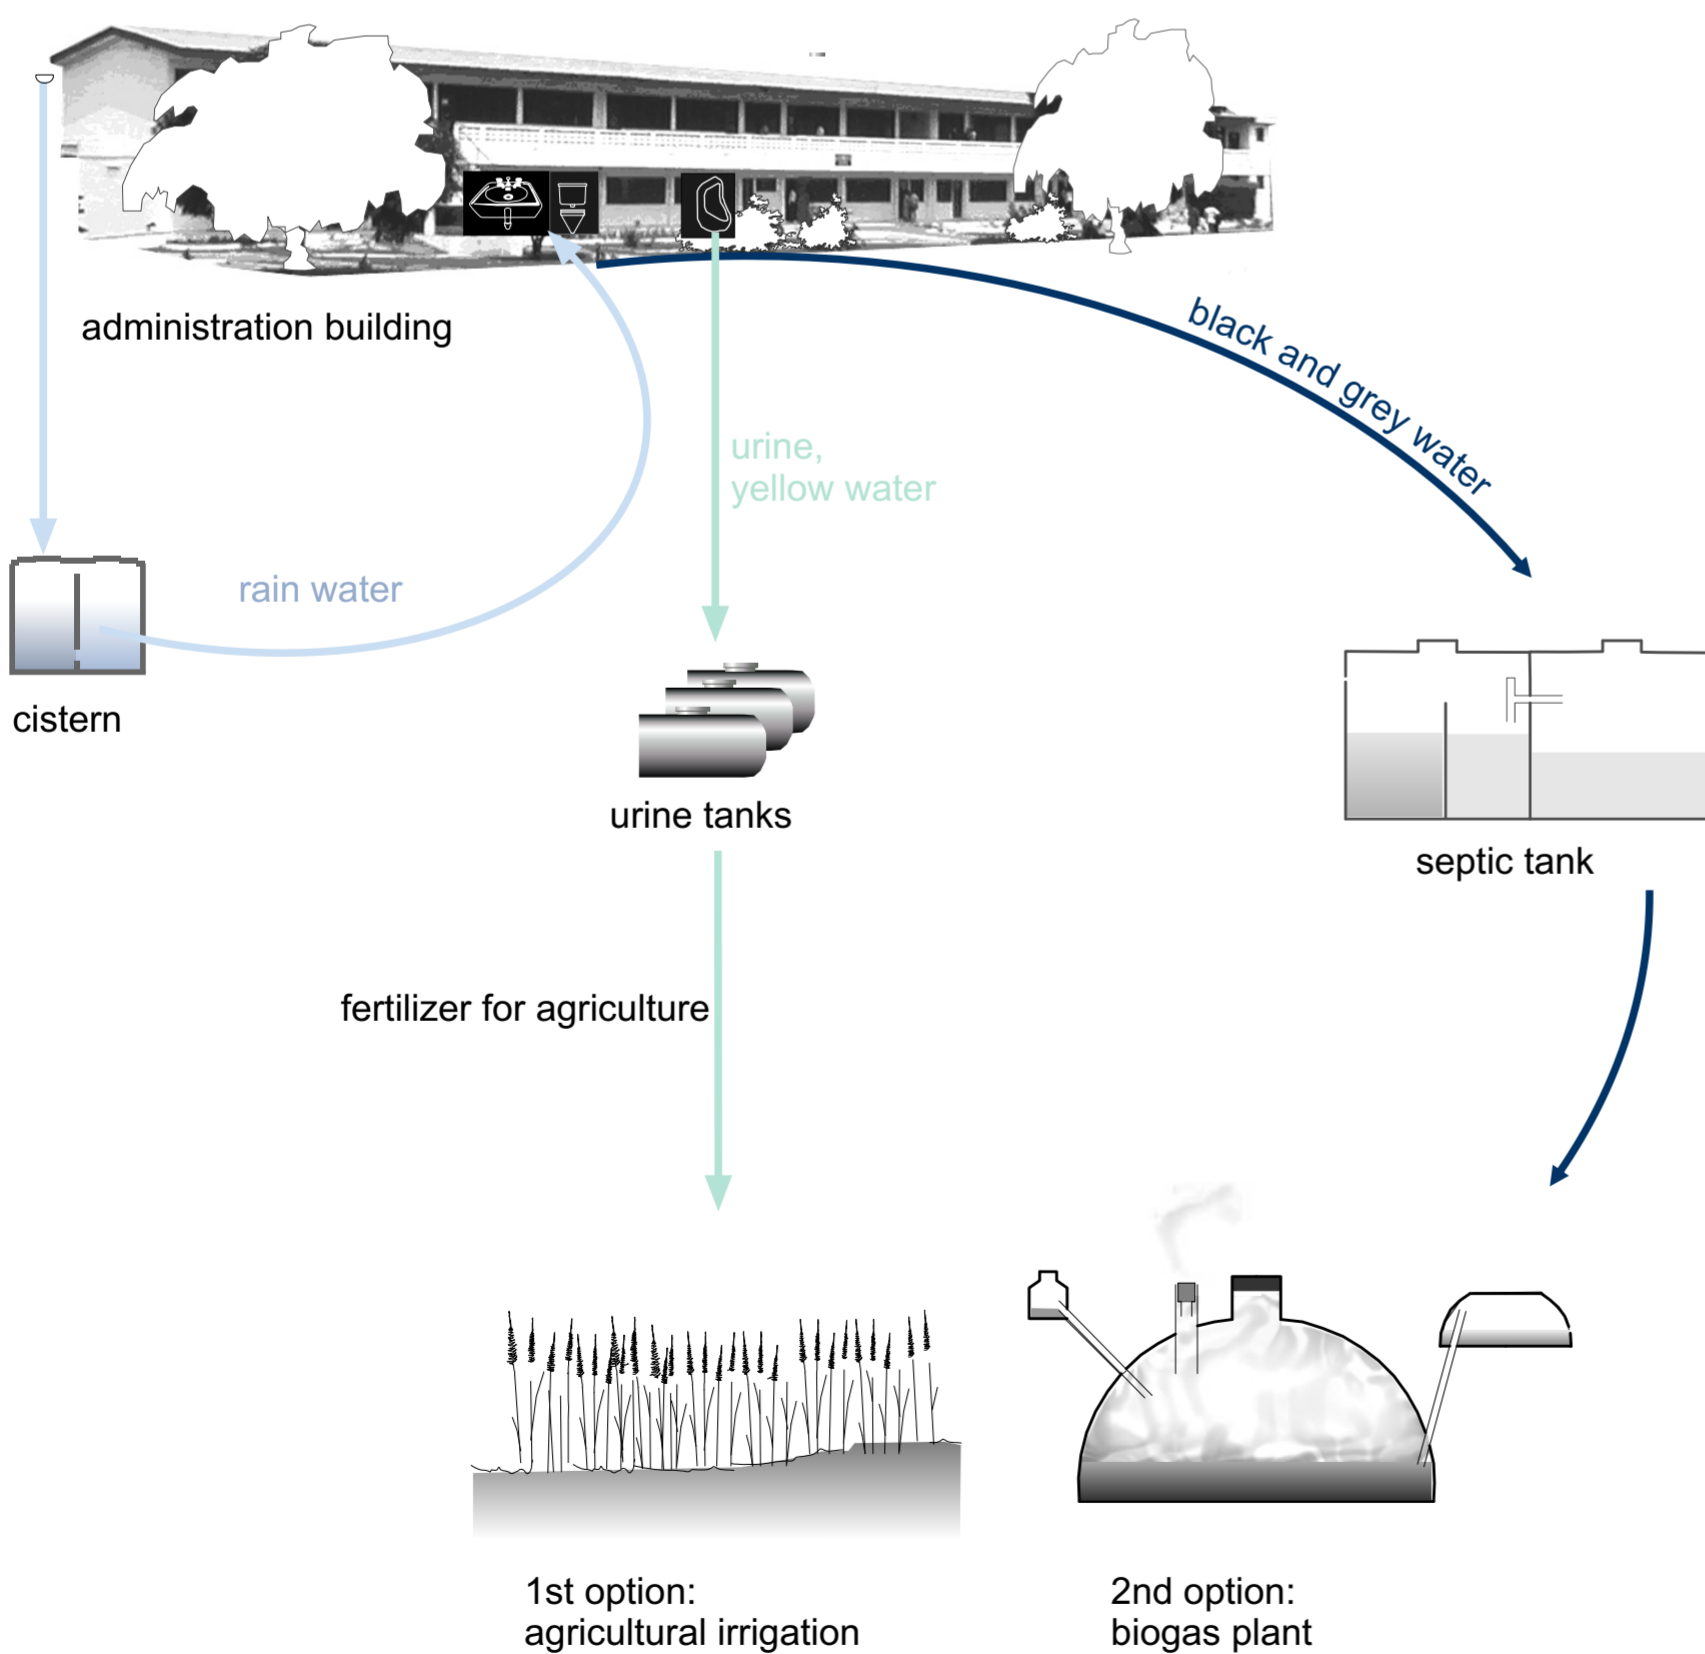 administration building
black and grey water
urine,
yellow water
rain water
cistern
urine tanks
septic tank
fertilizer for agriculture
1st option:
agricultural irrigation
2nd option:
biogas plant